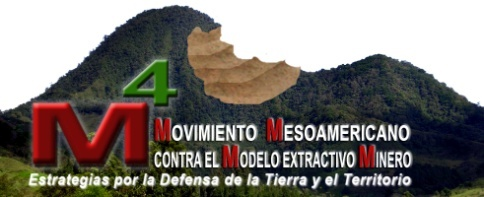 M4
MOVIMIENTO MESOAMERICANO
CONTRA EL MODELO EXTRACTIVO MINERO
Estrategias por la Defensa de la Tierra y el Territorio